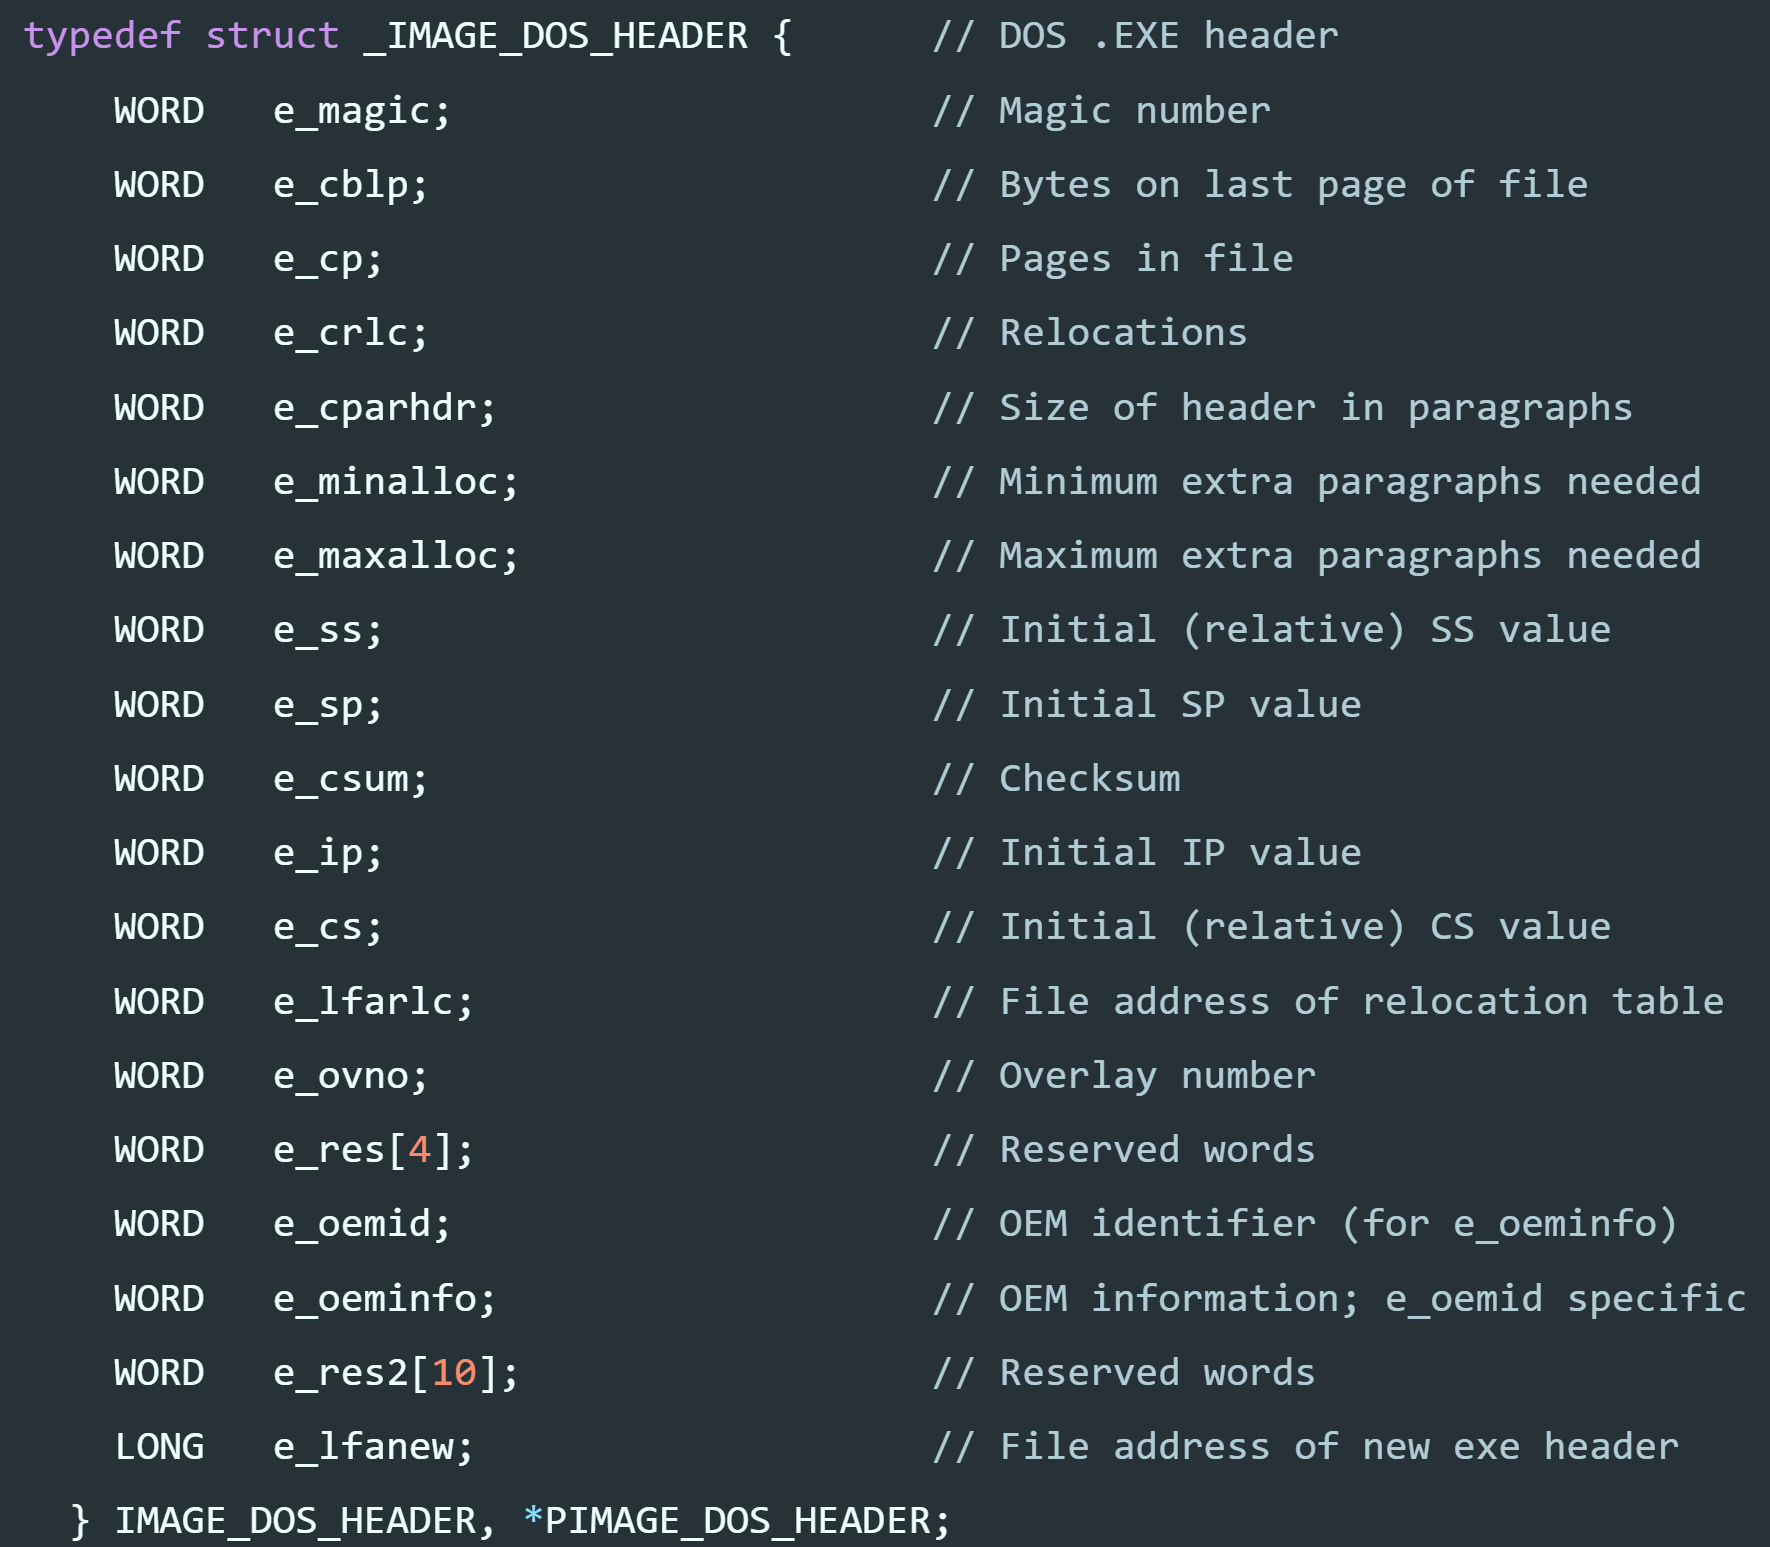 typedef struct _IMAGE_DOS_HEADER {      // DOS .EXE header
    WORD   e_magic;                     // Magic number
    WORD   e_cblp;                      // Bytes on last page of file
    WORD   e_cp;                        // Pages in file
    WORD   e_crlc;                      // Relocations
    WORD   e_cparhdr;                   // Size of header in paragraphs
    WORD   e_minalloc;                  // Minimum extra paragraphs needed
    WORD   e_maxalloc;                  // Maximum extra paragraphs needed
    WORD   e_ss;                        // Initial (relative) SS value
    WORD   e_sp;                        // Initial SP value
    WORD   e_csum;                      // Checksum
    WORD   e_ip;                        // Initial IP value
    WORD   e_cs;                        // Initial (relative) CS value
    WORD   e_lfarlc;                    // File address of relocation table
    WORD   e_ovno;                      // Overlay number
    WORD   e_res[4];                    // Reserved words
    WORD   e_oemid;                     // OEM identifier (for e_oeminfo)
    WORD   e_oeminfo;                   // OEM information; e_oemid specific
    WORD   e_res2[10];                  // Reserved words
    LONG   e_lfanew;                    // File address of new exe header
  } IMAGE_DOS_HEADER, *PIMAGE_DOS_HEADER;